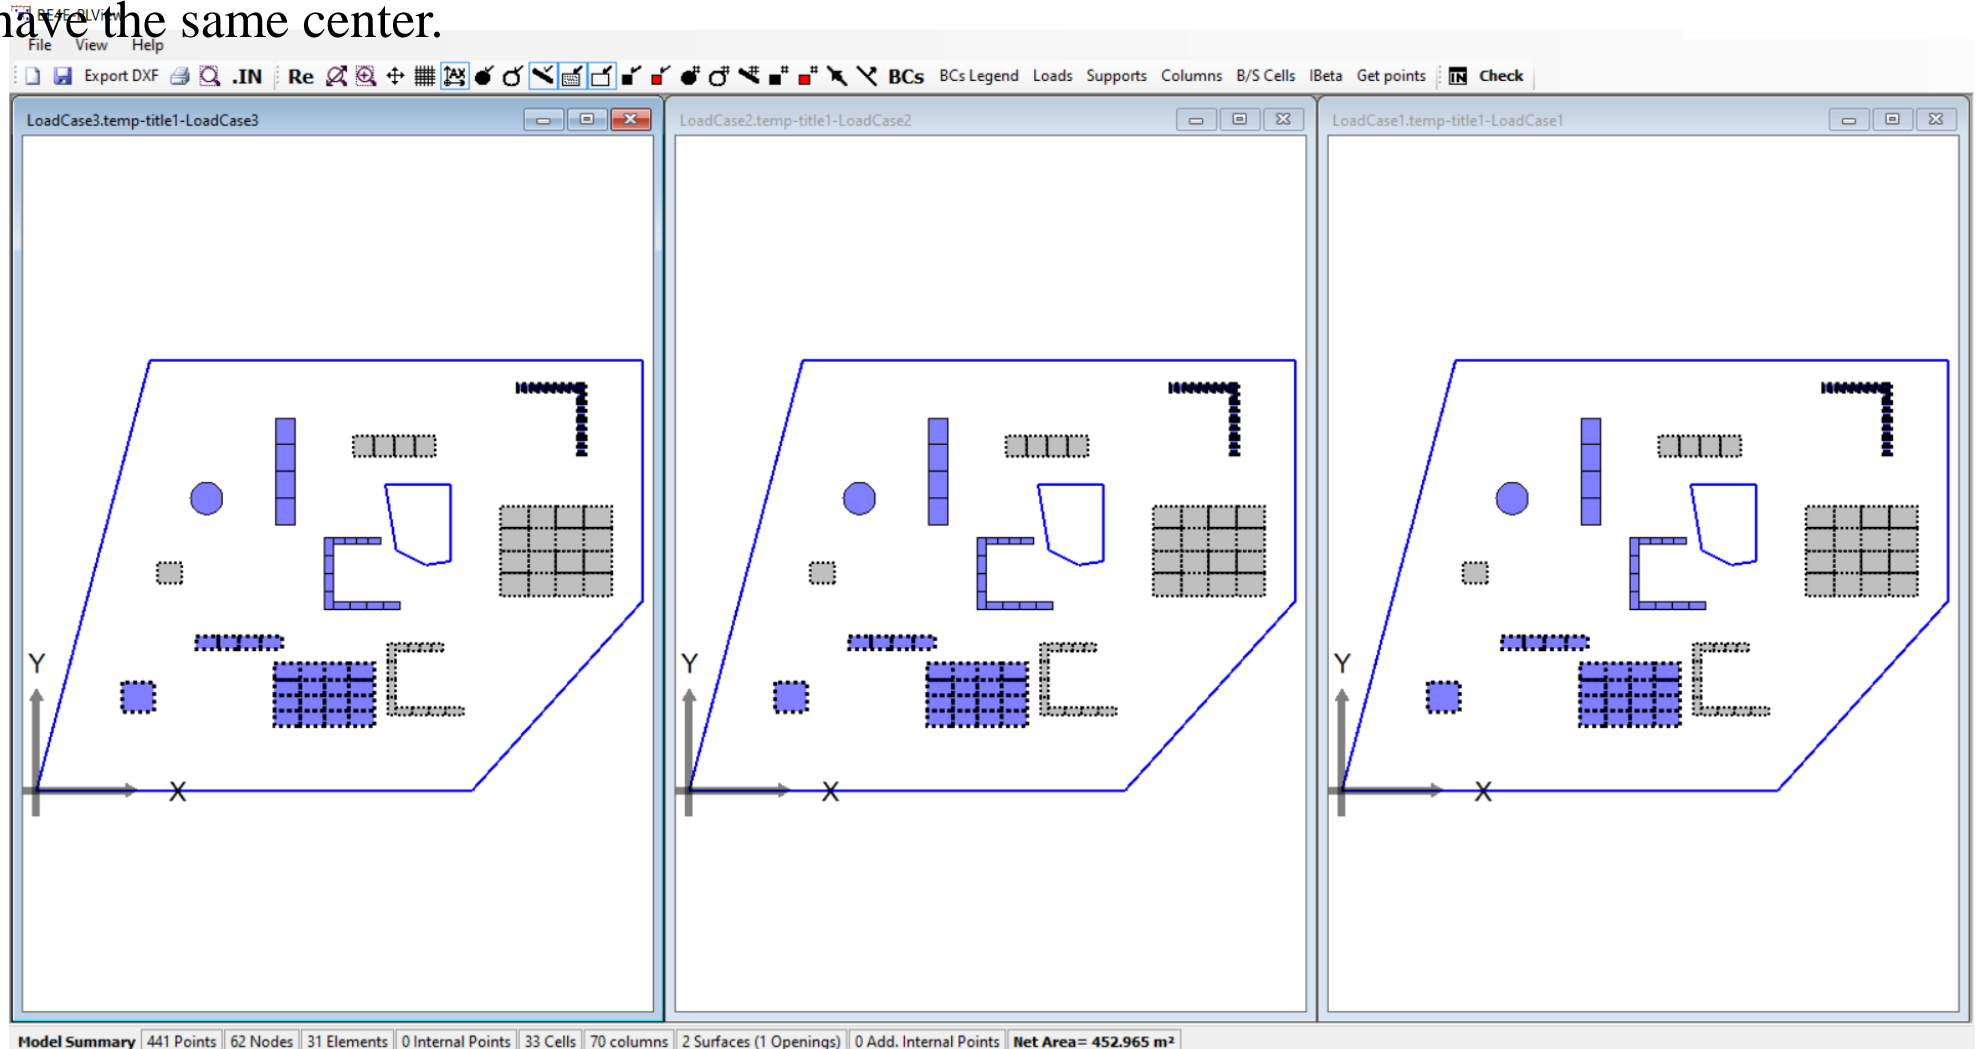 have the same center.
BE4E-PLView
File View Help
Export DXF .IN Re BCs BCs Legend Loads Supports Columns B/S Cells IBeta Get points IN Check
LoadCase3.temp-title1-LoadCase3 LoadCase2.temp-title1-LoadCase2 LoadCase1.temp-title1-LoadCase1
Y Y Y
X X X
Model Summary 441 Points 62 Nodes 31 Elements 0 Internal Points 33 Cells 70 columns 2 Surfaces (1 Openings) 0 Add. Internal Points Net Area= 452.965 m²